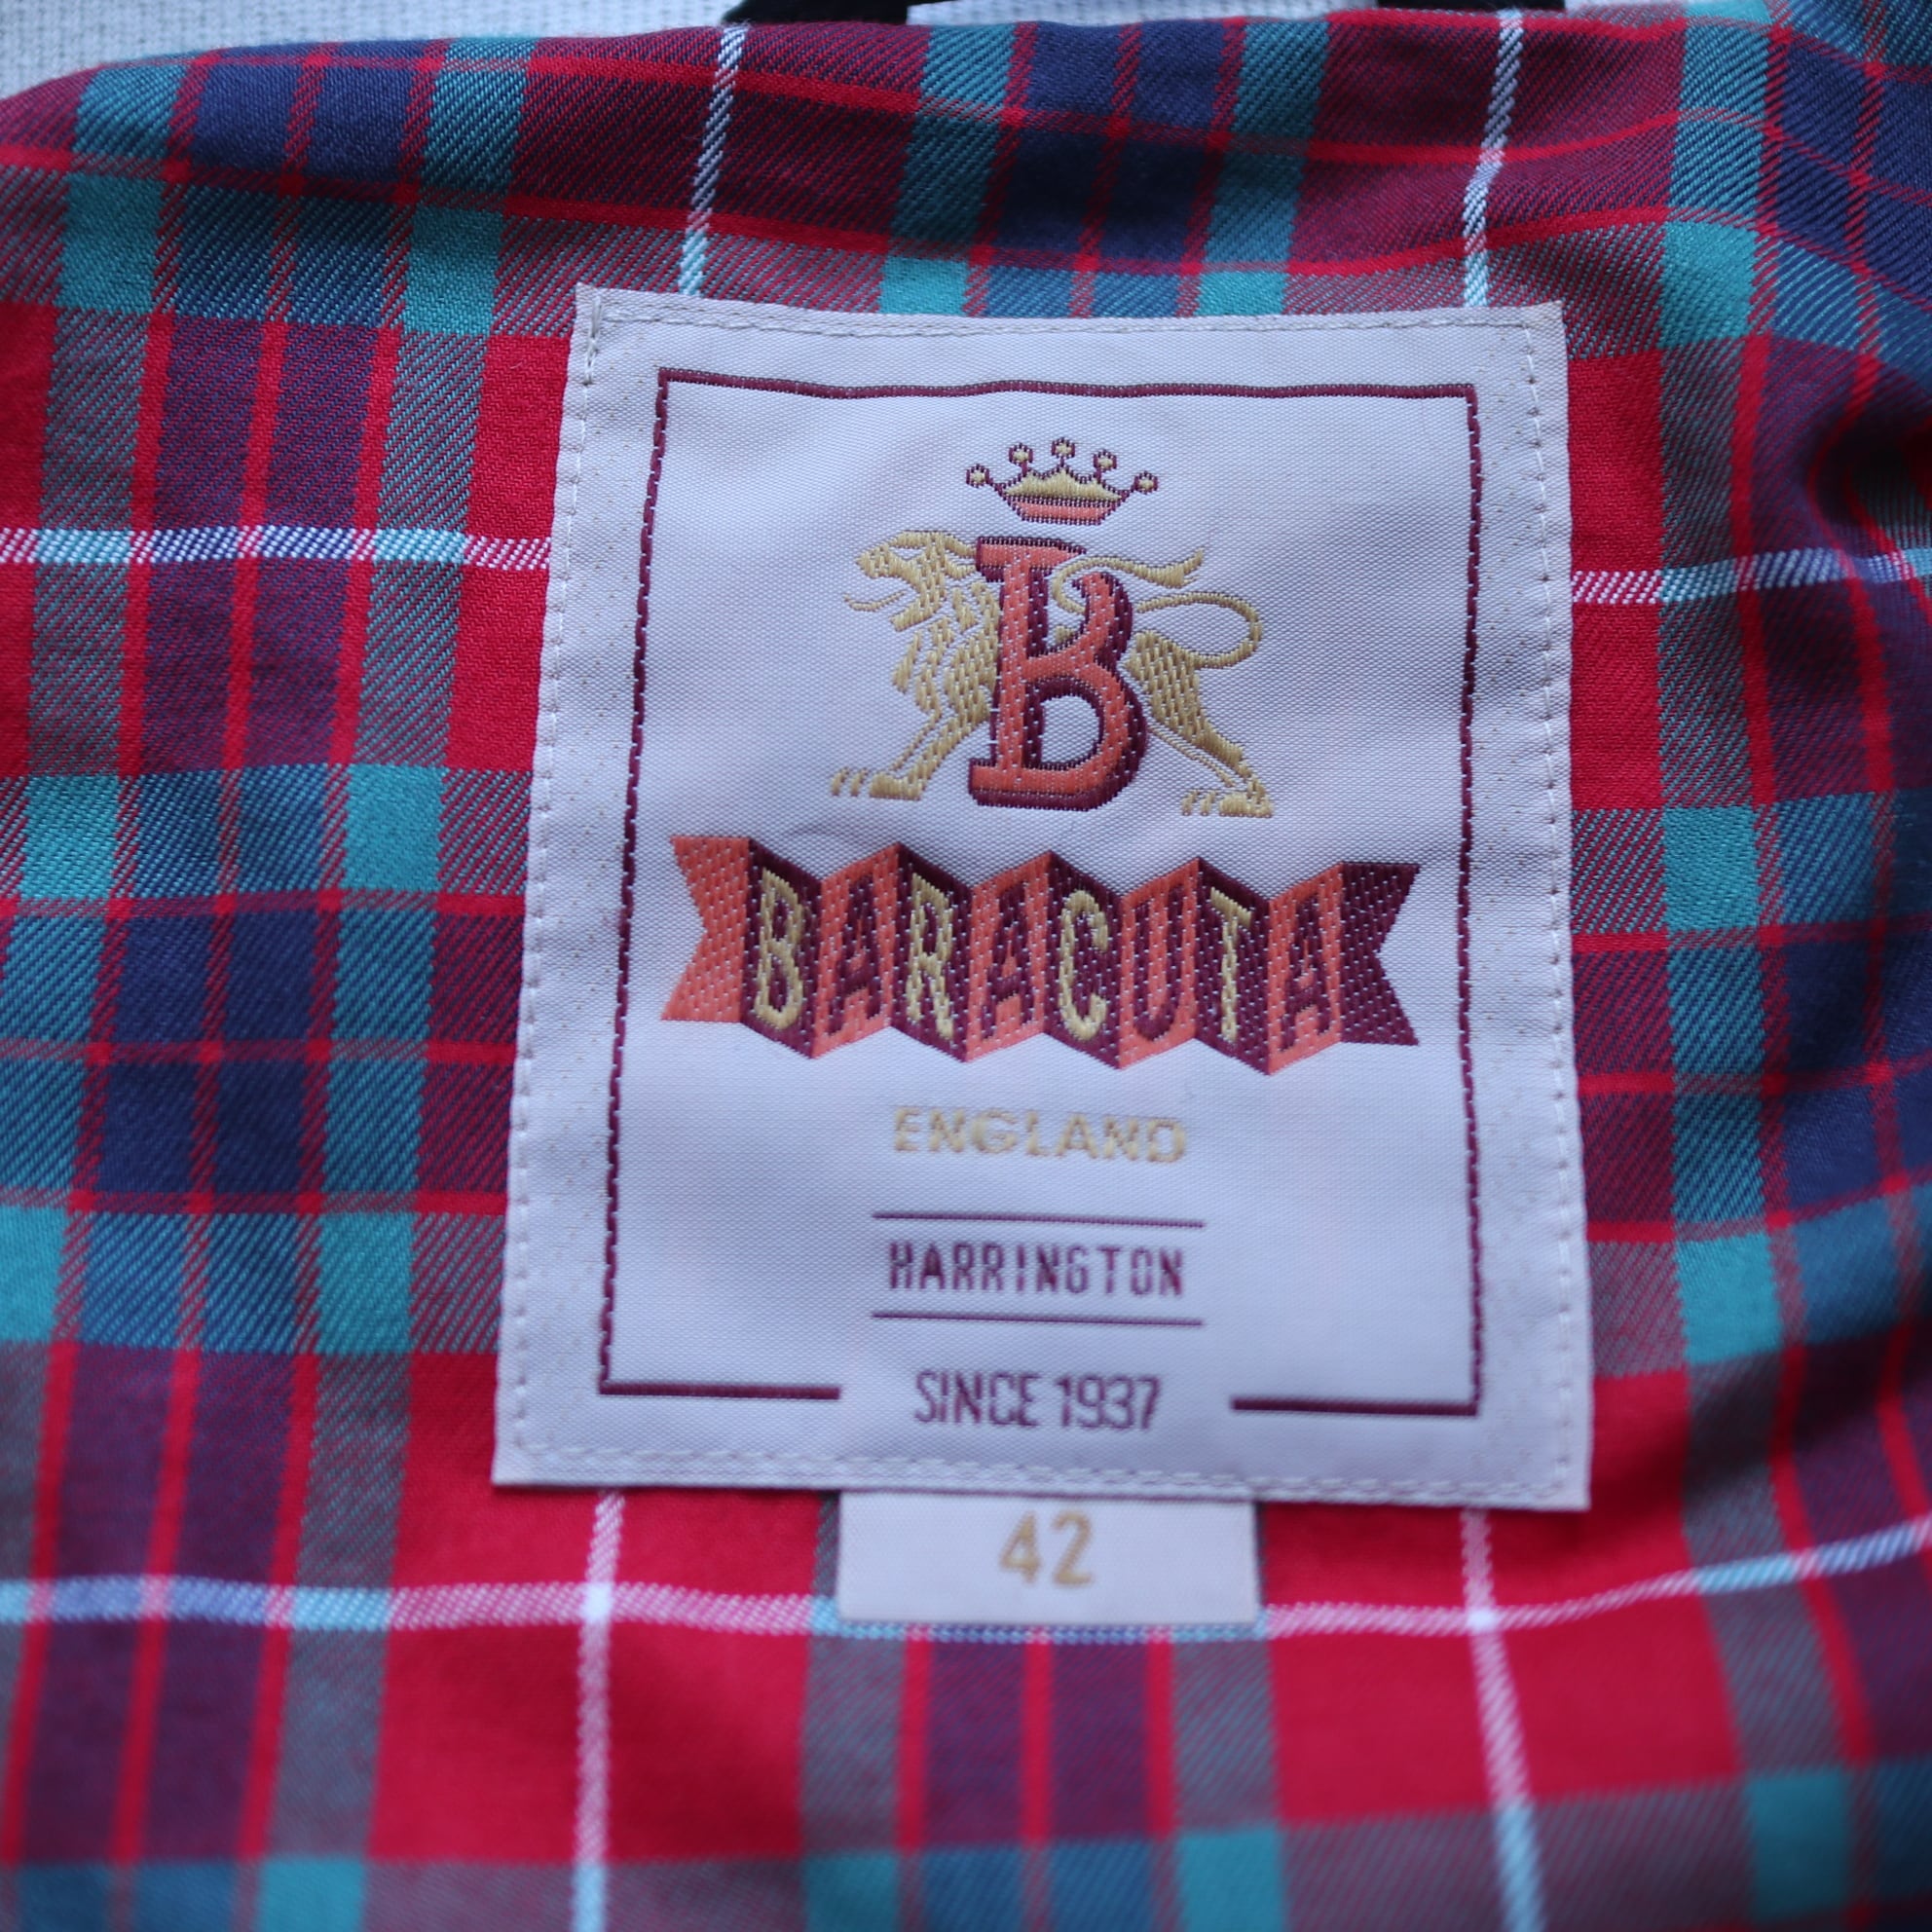 B
BARACUTA
ENGLAND
HARRINGTON
SINCE 1937
42